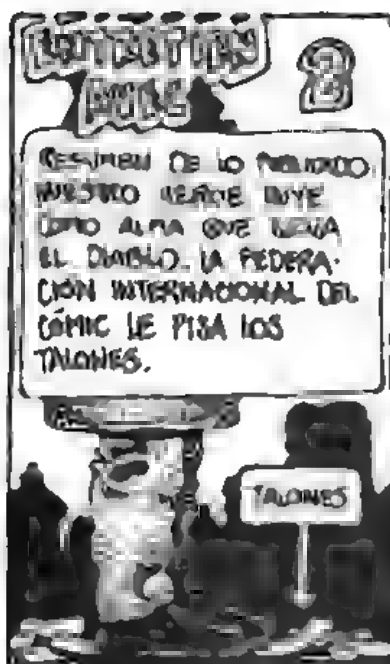 RESUMEN DE LO PUBLICADO
NUESTRO HEROE HUYE
COMO ALMA QUE LLEVA
EL DIABLO. LA FEDERA-
CIÓN INTERNACIONAL DEL
CÓMIC LE PISA LOS
TALONES.
TALONES